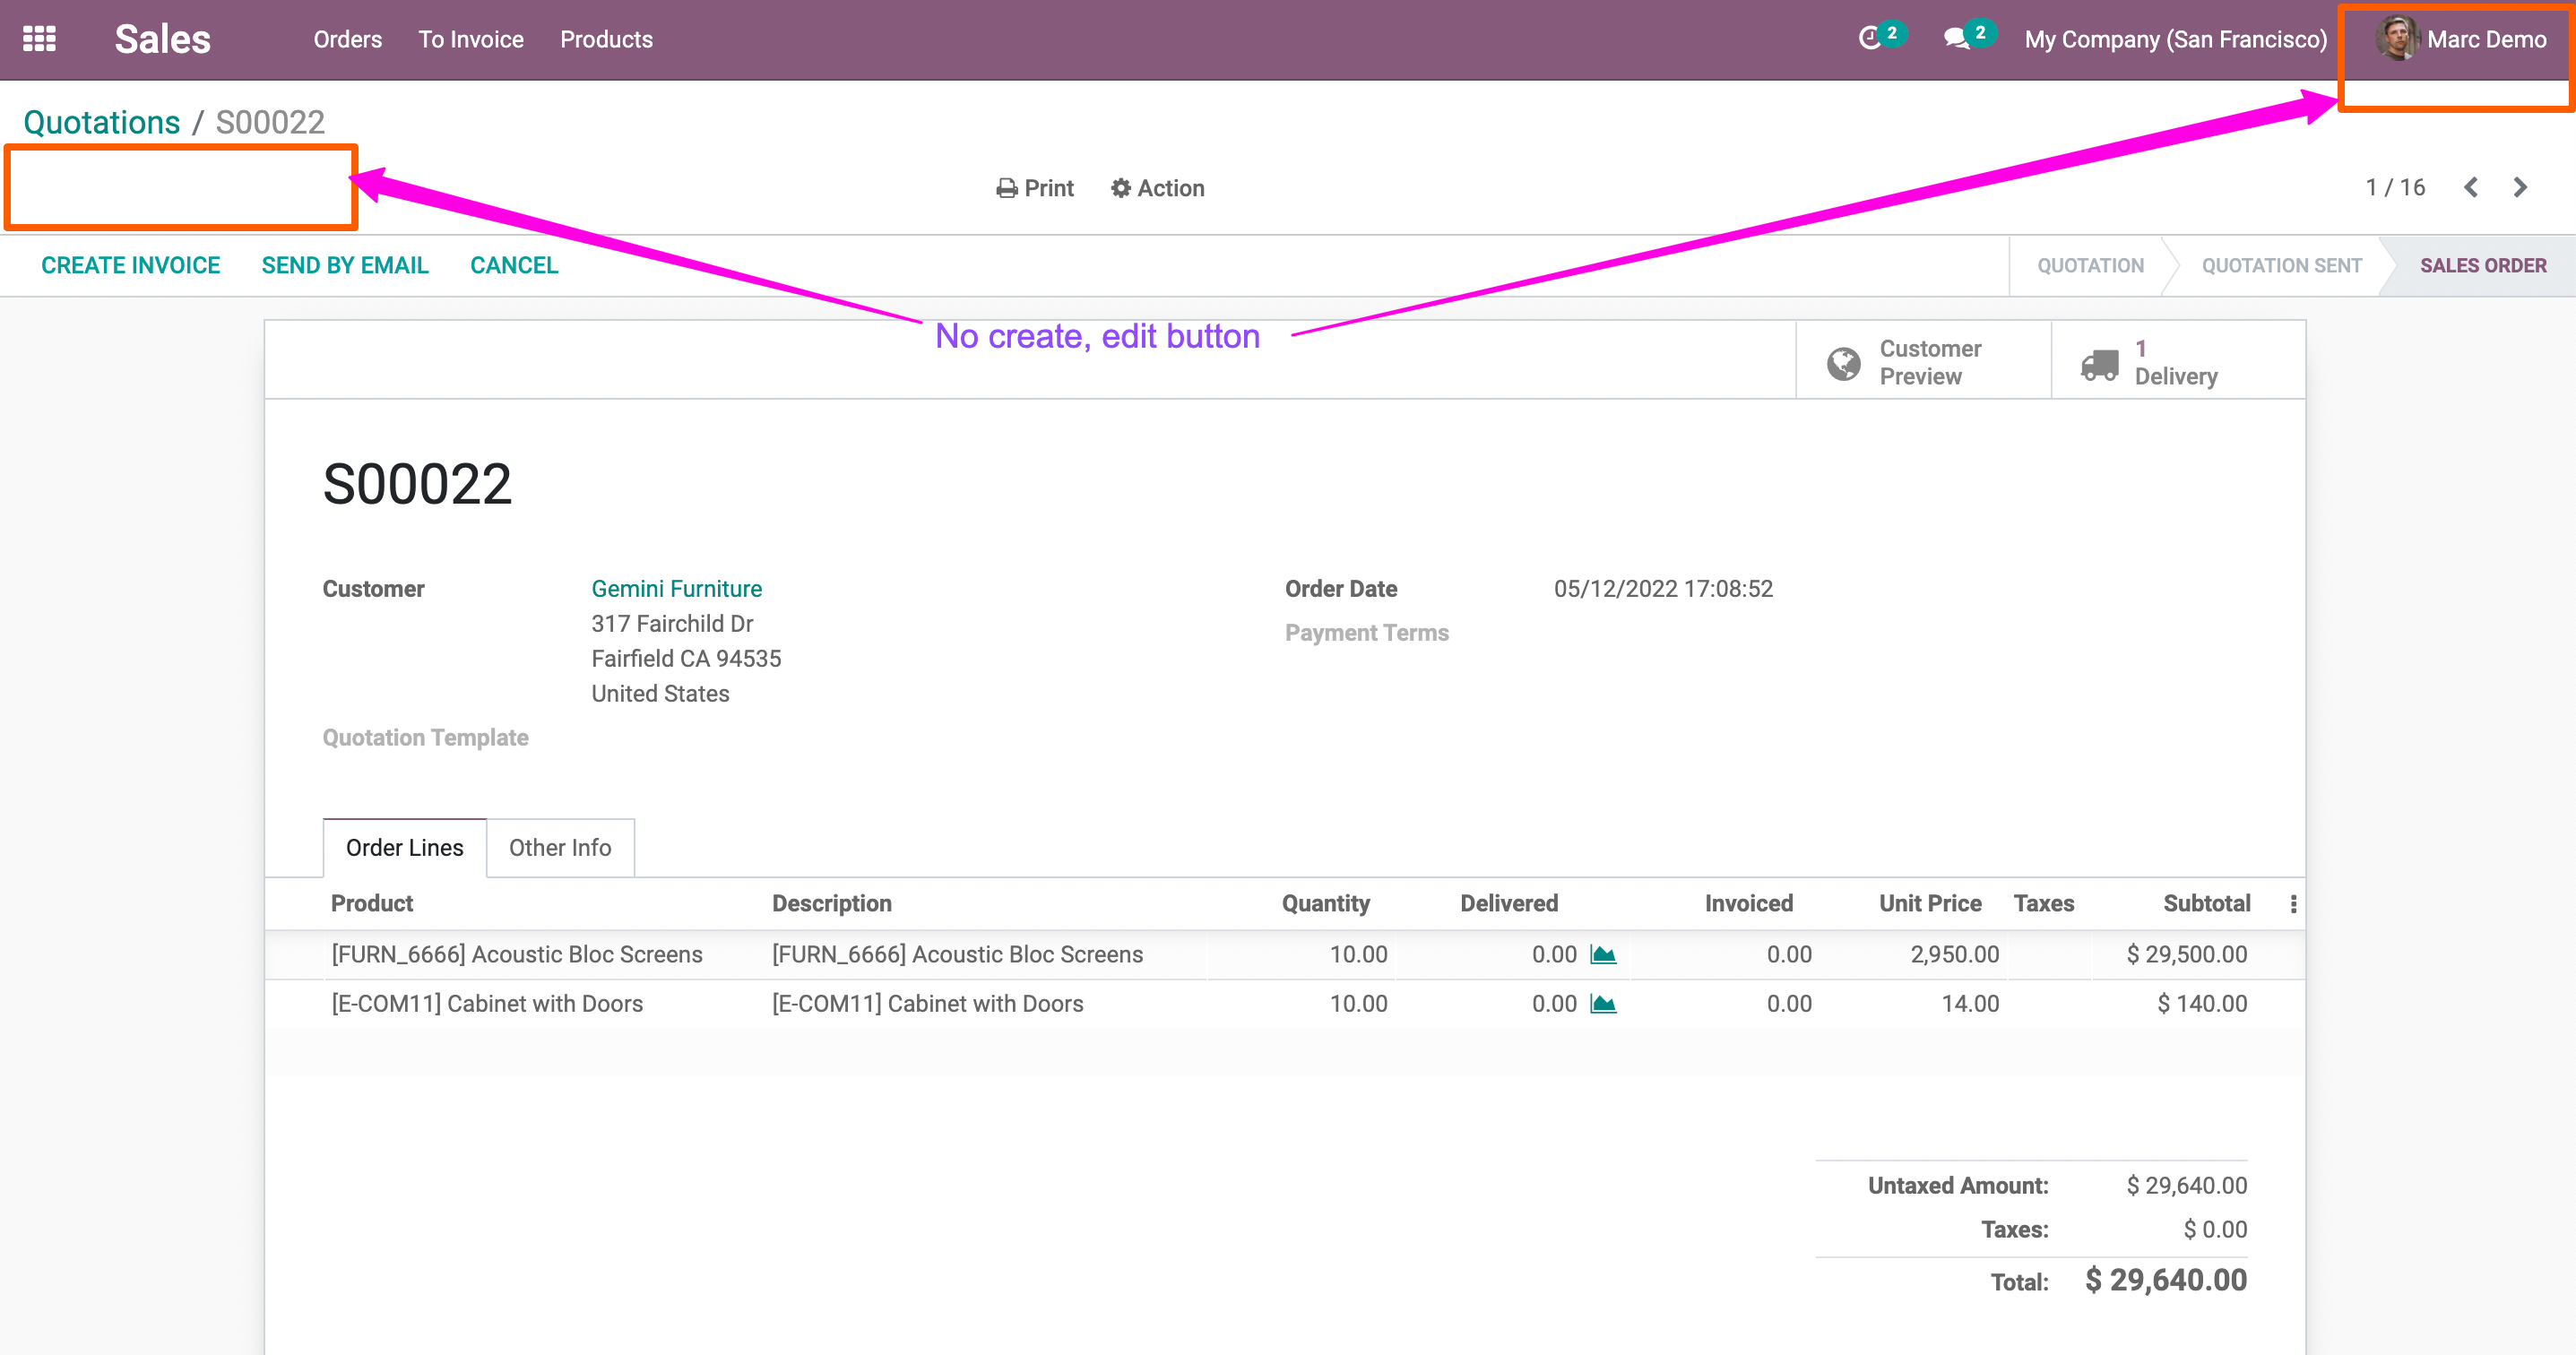 Sales Orders To Invoice Products 2 2 My Company (San Francisco) Marc Demo
Quotations / S00022
Print Action 1 / 16
CREATE INVOICE SEND BY EMAIL CANCEL QUOTATION QUOTATION SENT SALES ORDER
No create, edit button
Customer Preview
1 Delivery
S00022
Customer Gemini Furniture Order Date 05/12/2022 17:08:52
317 Fairchild Dr Payment Terms
Fairfield CA 94535
United States
Quotation Template
Order Lines Other Info
Product Description Quantity Delivered Invoiced Unit Price Taxes Subtotal
[FURN_6666] Acoustic Bloc Screens [FURN_6666] Acoustic Bloc Screens 10.00 0.00 0.00 2,950.00 $ 29,500.00
[E-COM11] Cabinet with Doors [E-COM11] Cabinet with Doors 10.00 0.00 0.00 14.00 $ 140.00
Untaxed Amount: $ 29,640.00
Taxes: $ 0.00
Total: $ 29,640.00